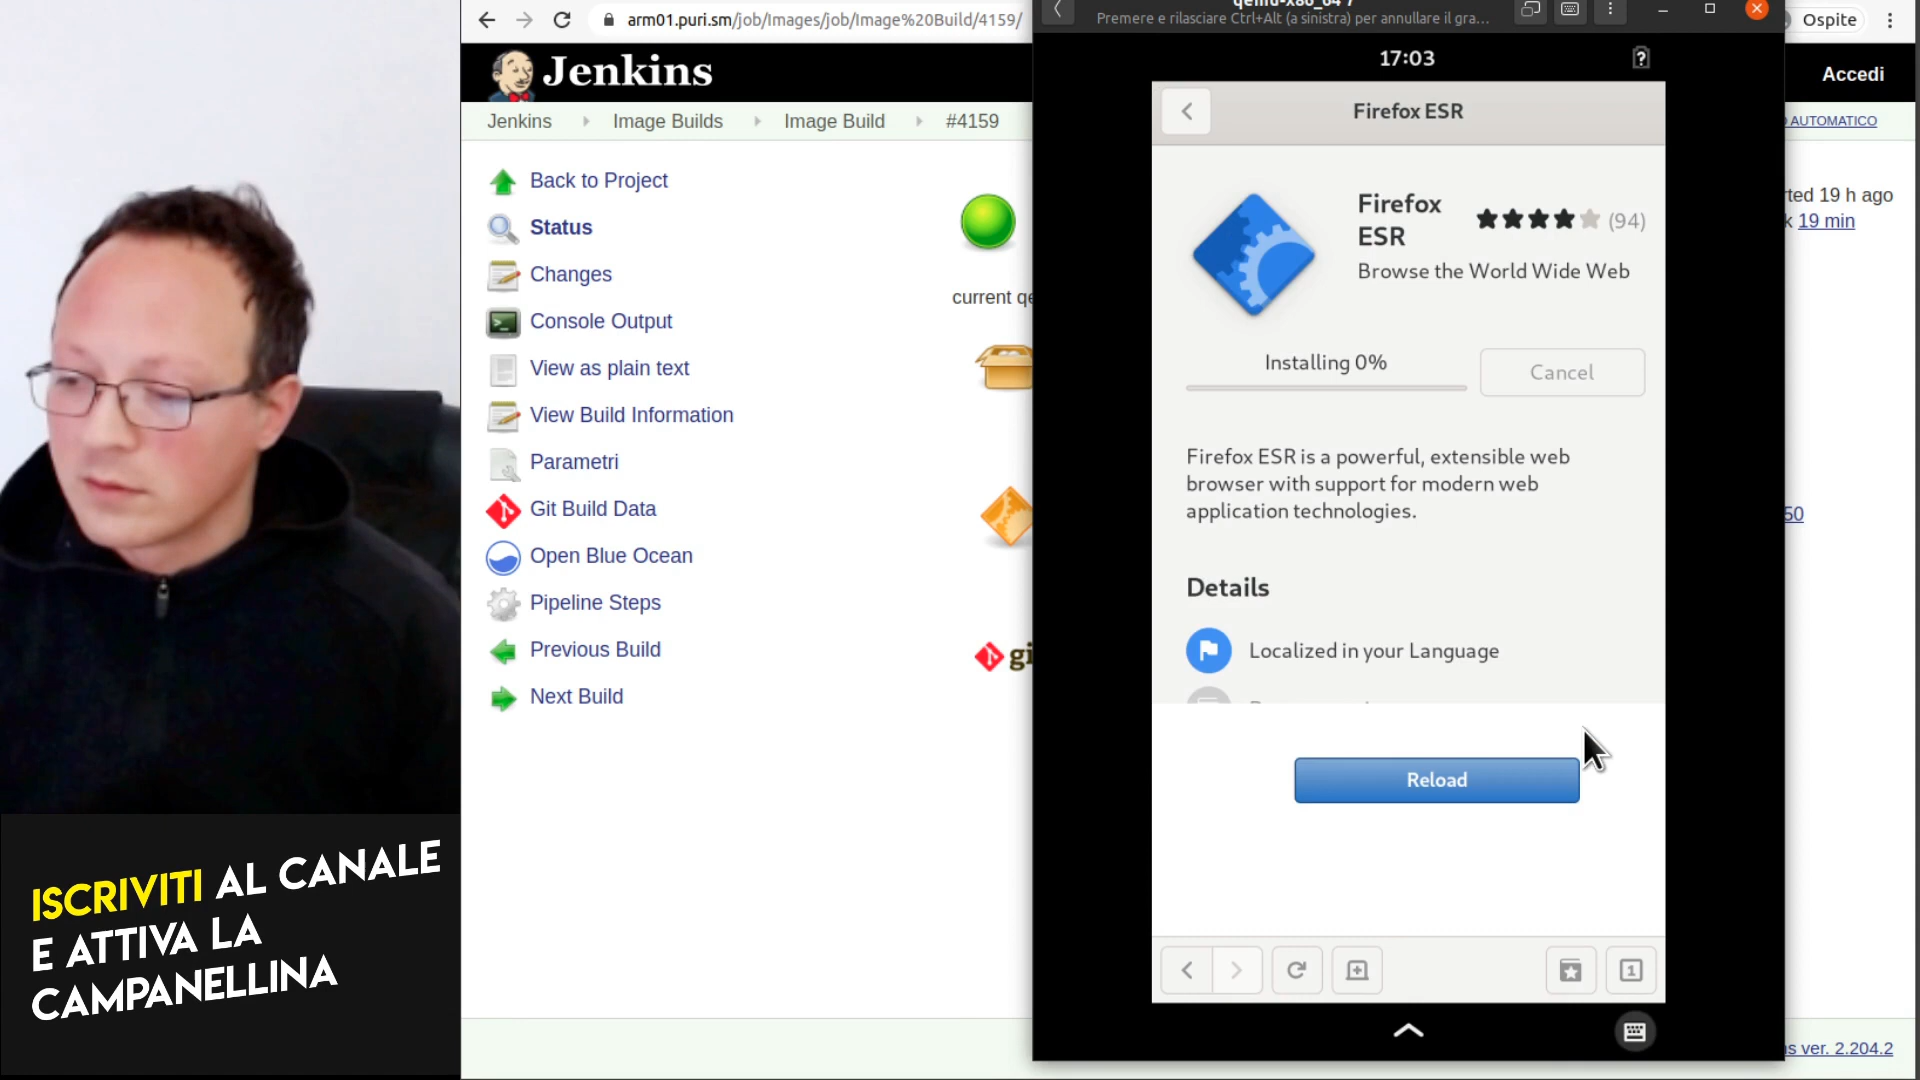 arm01.puri.sm/job/Images/job/Image%20Build/4159/
Ospite
Jenkins
Accedi
Jenkins
Image Builds
Image Build
#4159
AUTOMATICO
Back to Project
Status
Changes
Console Output
View as plain text
View Build Information
Parametri
Git Build Data
Open Blue Ocean
Pipeline Steps
Previous Build
Next Build
current
19 h ago
19 min
ver. 2.204.2
Premere e rilasciare Ctrl+Alt (a sinistra) per annullare il gra...
17:03
Firefox ESR
Firefox
ESR
(94)
Browse the World Wide Web
Installing 0%
Cancel
Firefox ESR is a powerful, extensible web
browser with support for modern web
application technologies.
Details
Localized in your Language
Reload
1
ISCRIVITI AL CANALE
E ATTIVA LA
CAMPANELLINA